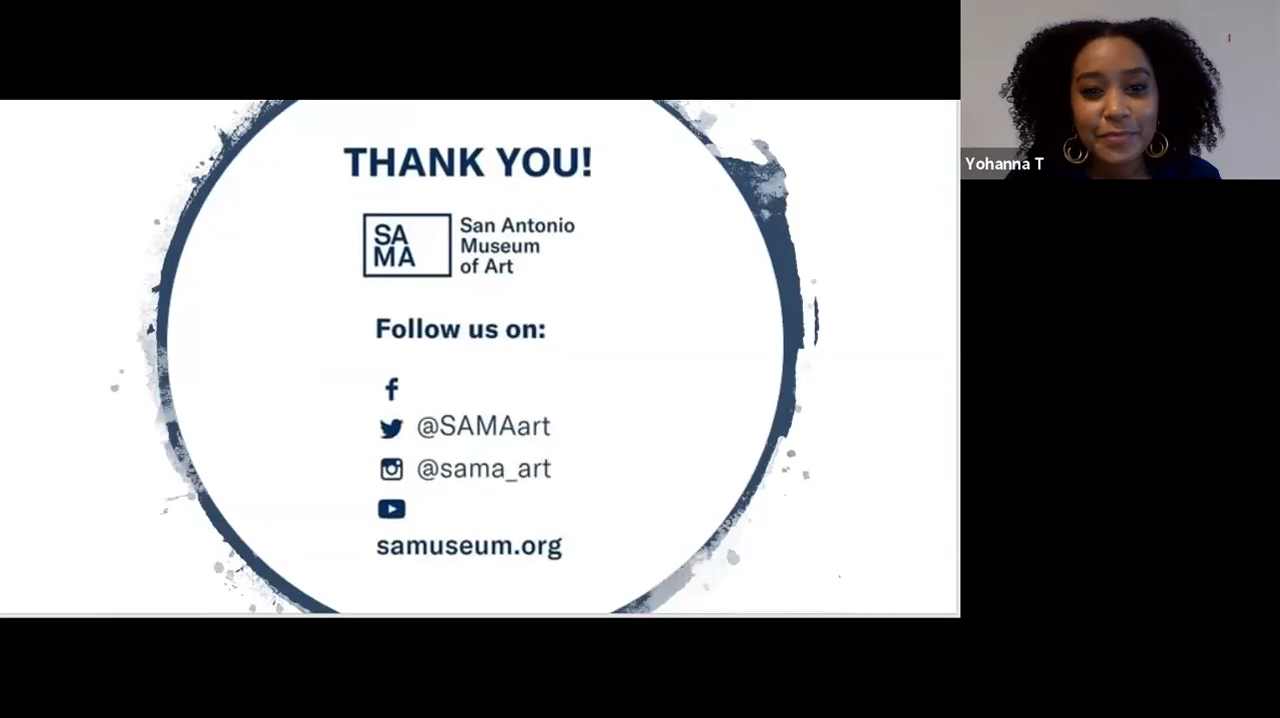 THANK YOU!
SA
MA
San Antonio
Museum
of Art
Follow us on:
@SAMAart
@sama_art
samuseum.org
Yohanna T